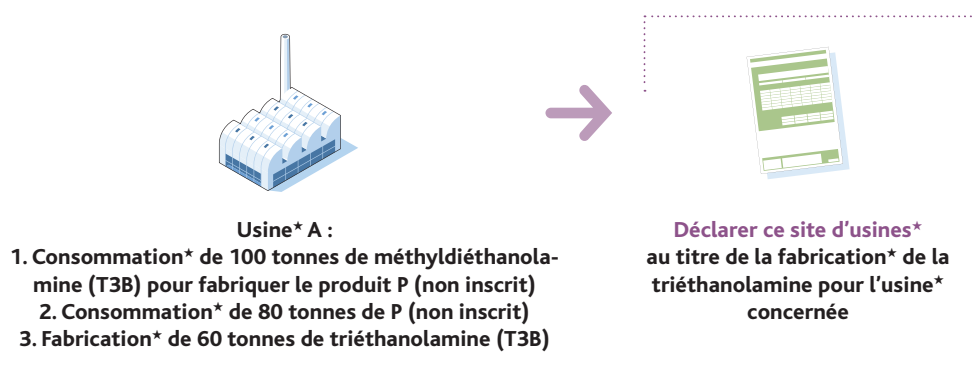 Usine★ A :
1. Consommation★ de 100 tonnes de méthyldiéthanola-
mine (T3B) pour fabriquer le produit P (non inscrit)
2. Consommation★ de 80 tonnes de P (non inscrit)
3. Fabrication★ de 60 tonnes de triéthanolamine (T3B)
Déclarer ce site d’usines★
au titre de la fabrication★ de la
triéthanolamine pour l’usine★
concernée